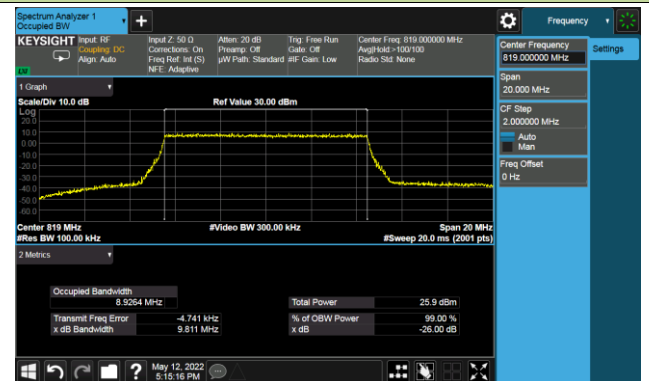 Spectrum Analyzer 1
Occupied BW
Frequency
KEYSIGHT
Input: RF
Coupling: DC
Align: Auto
Input Z: 50 Ω
Corrections: On
Freq Ref: Int (S)
NFE: Adaptive
Atten: 20 dB
Preamp: Off
µW Path: Standard
Trig: Free Run
Gate: Off
#IF Gain: Low
Center Freq: 819.000000 MHz
Avg|Hold:>100/100
Radio Std: None
LXI
1 Graph
Scale/Div 10.0 dB
Ref Value 30.00 dBm
Log
20.0
10.0
0.00
-10.0
-20.0
-30.0
-40.0
-50.0
-60.0
Center 819 MHz
#Video BW 300.00 kHz
Span 20 MHz
#Res BW 100.00 kHz
#Sweep 20.0 ms (2001 pts)
2 Metrics
Occupied Bandwidth
8.9264 MHz
Total Power
25.9 dBm
Transmit Freq Error
-4.741 kHz
% of OBW Power
99.00 %
x dB Bandwidth
9.811 MHz
x dB
-26.00 dB
Center Frequency
819.000000 MHz
Settings
Span
20.000 MHz
CF Step
2.000000 MHz
Auto
Man
Freq Offset
0 Hz
?
May 12, 2022
5:15:16 PM